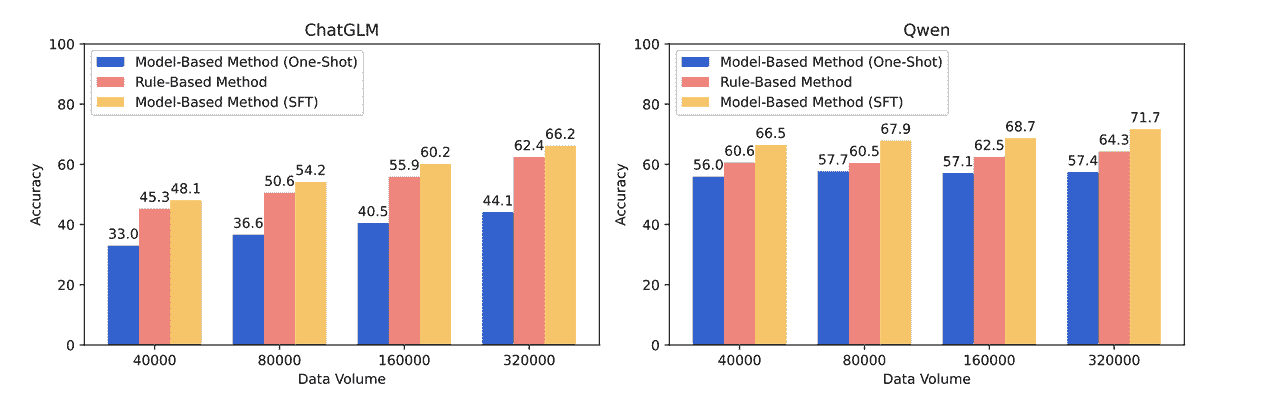 ChatGLM
100
80
60
40
20
0
Accuracy
Model-Based Method (One-Shot)
Rule-Based Method
Model-Based Method (SFT)
33.0 45.3 48.1
36.6 50.6 54.2
40.5 55.9 60.2
44.1 62.4 66.2
40000 80000 160000 320000
Data Volume
Qwen
100
80
60
40
20
0
Accuracy
Model-Based Method (One-Shot)
Rule-Based Method
Model-Based Method (SFT)
56.0 60.6 66.5
57.7 60.5 67.9
57.1 62.5 68.7
57.4 64.3 71.7
40000 80000 160000 320000
Data Volume